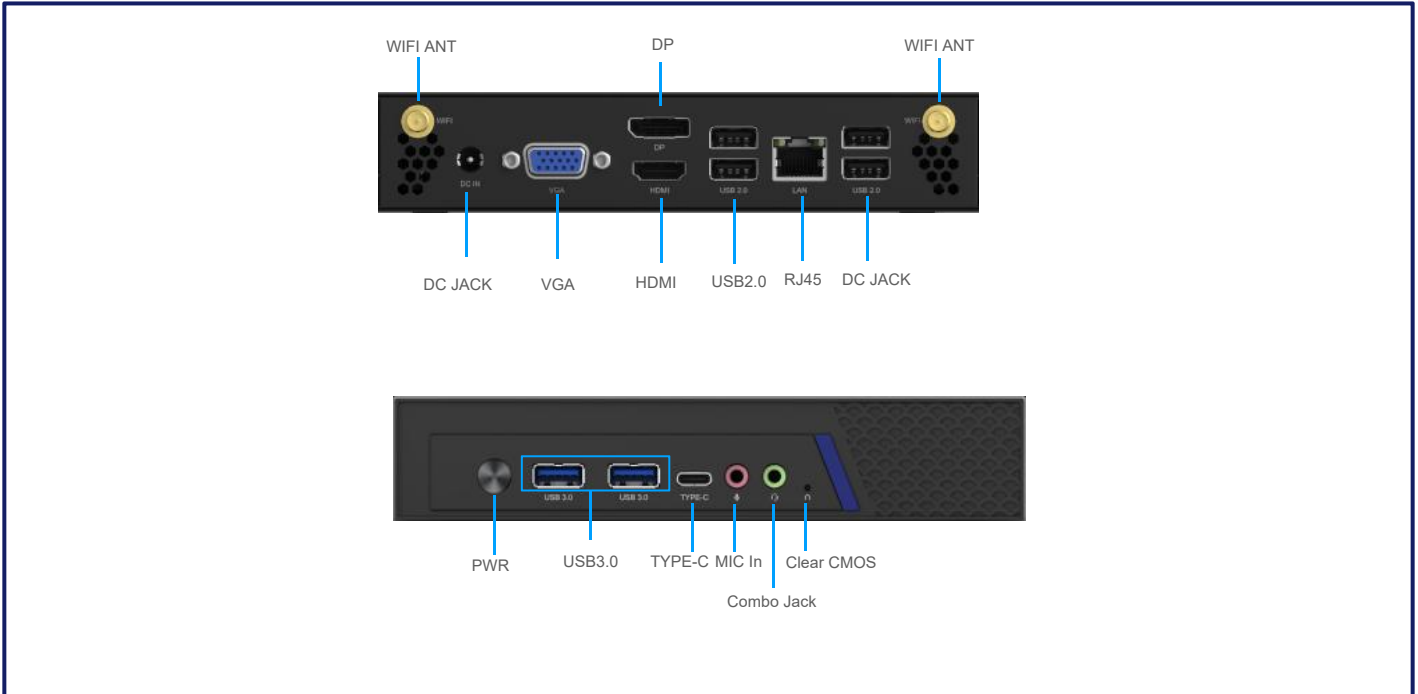 WIFI ANT DP WIFI ANT
WIFI WIFI
DP
DC IN VGA HDMI USB 2.0 LAN USB 2.0
DC JACK VGA HDMI USB2.0 RJ45 DC JACK
USB 3.0 USB 3.0 TYPE-C
PWR USB3.0 TYPE-C MIC In Clear CMOS
Combo Jack